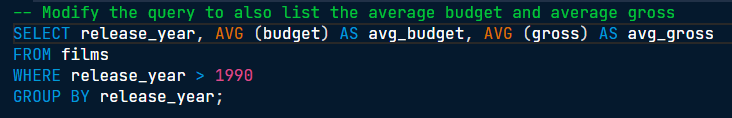 -- Modify the query to also list the average budget and average gross
SELECT release_year, AVG (budget) AS avg_budget, AVG (gross) AS avg_gross
FROM films
WHERE release_year > 1990
GROUP BY release_year;